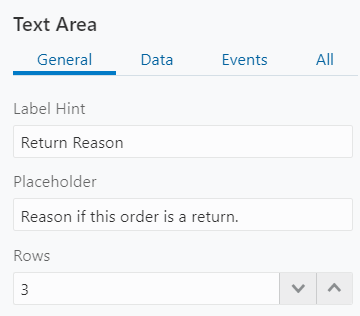 Text Area
General Data Events All
Label Hint
Return Reason
Placeholder
Reason if this order is a return.
Rows
3